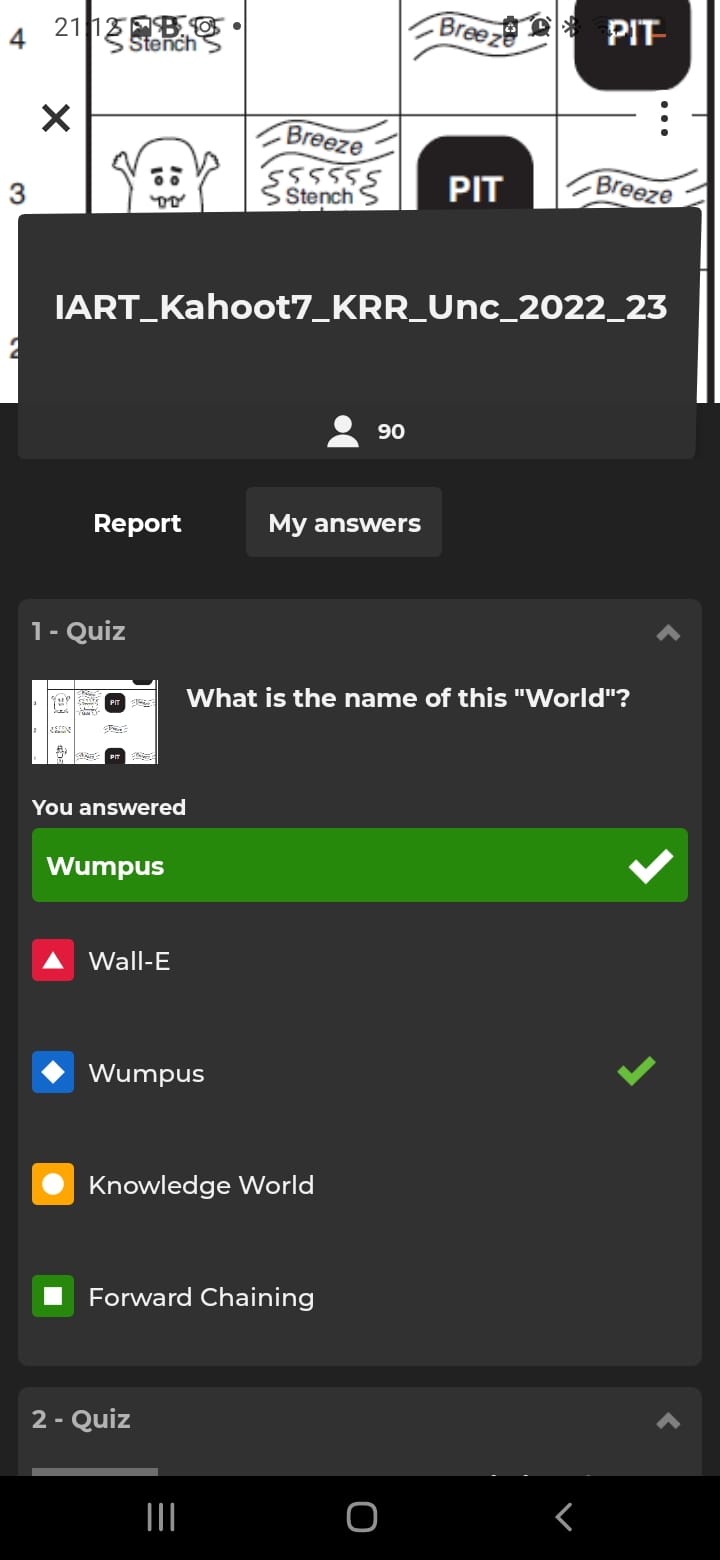 21:12
4
Stench
Breeze
PIT
3
Breeze
Stench
PIT
Breeze
2
IART_Kahoot7_KRR_Unc_2022_23
90
Report
My answers
1 - Quiz
What is the name of this "World"?
You answered
Wumpus
Wall-E
Wumpus
Knowledge World
Forward Chaining
2 - Quiz